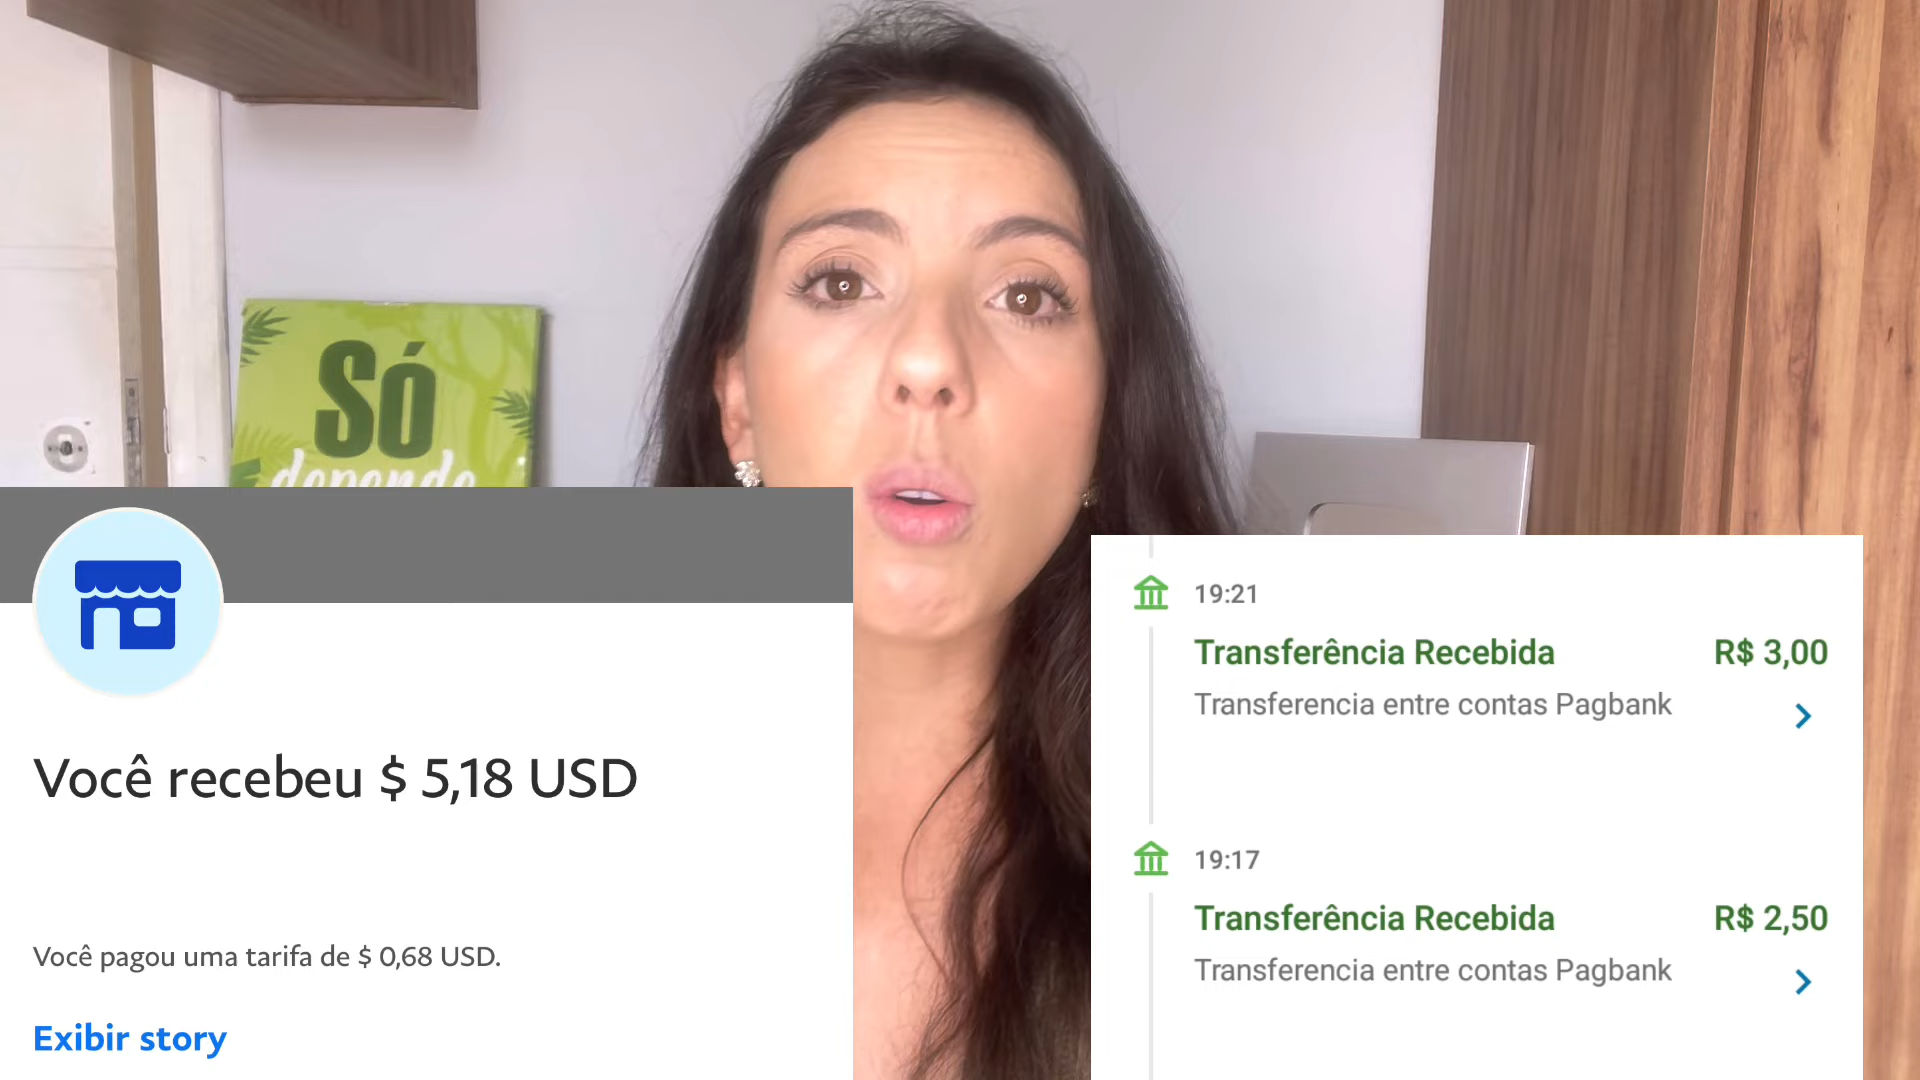 Só
depende
Você recebeu $ 5,18 USD
Você pagou uma tarifa de $ 0,68 USD.
Exibir story
19:21
Transferência Recebida R$ 3,00
Transferencia entre contas Pagbank
19:17
Transferência Recebida R$ 2,50
Transferencia entre contas Pagbank